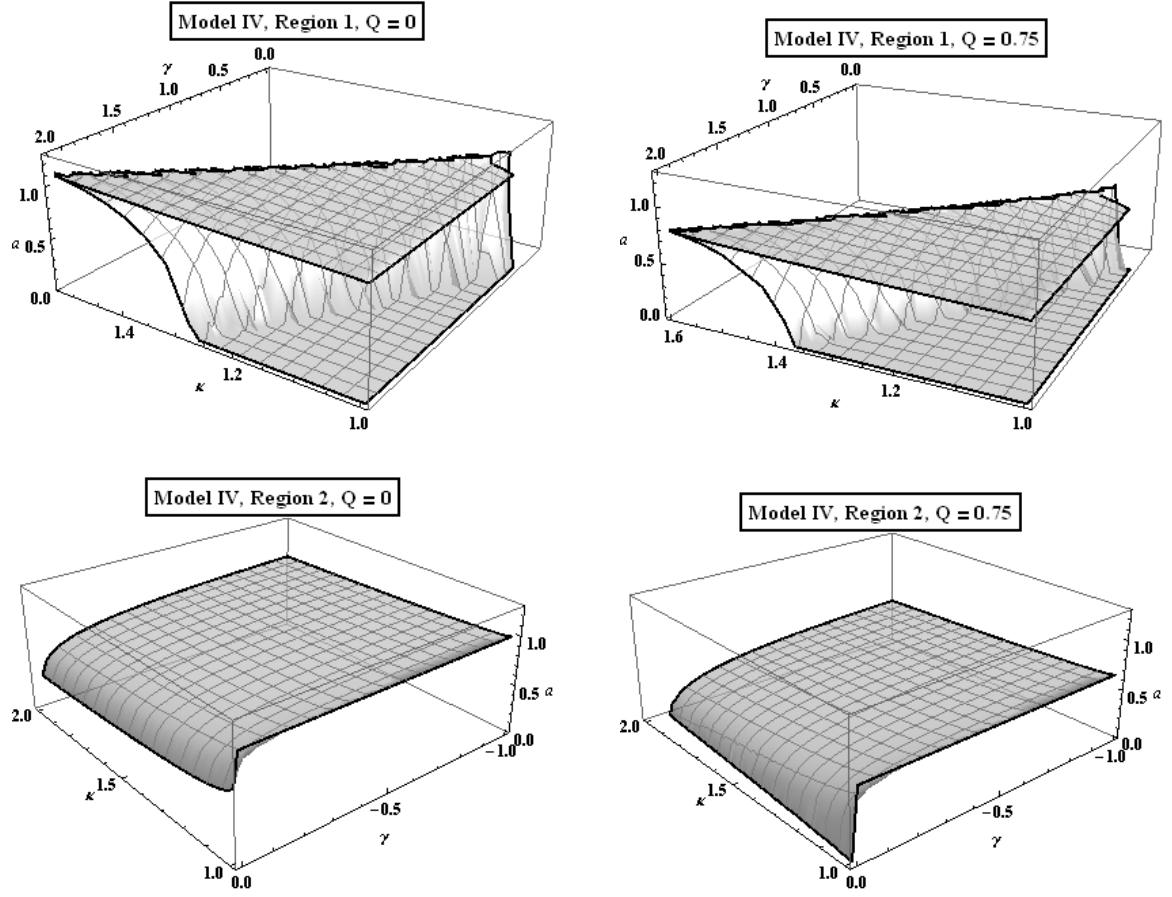 Model IV, Region 1, Q = 0
γ
0.0
0.5
1.0
1.5
2.0
1.0
a 0.5
0.0
1.4
1.2
κ
1.0
Model IV, Region 1, Q = 0.75
0.0
γ
0.5
1.0
1.5
2.0
1.0
a
0.5
0.0
1.6
1.4
1.2
κ
1.0
Model IV, Region 2, Q = 0
1.0
0.5 a
0.0
−1.0
2.0
κ 1.5
−0.5
γ
1.0
0.0
Model IV, Region 2, Q = 0.75
1.0
0.5 a
0.0
−1.0
2.0
κ 1.5
−0.5
γ
1.0
0.0